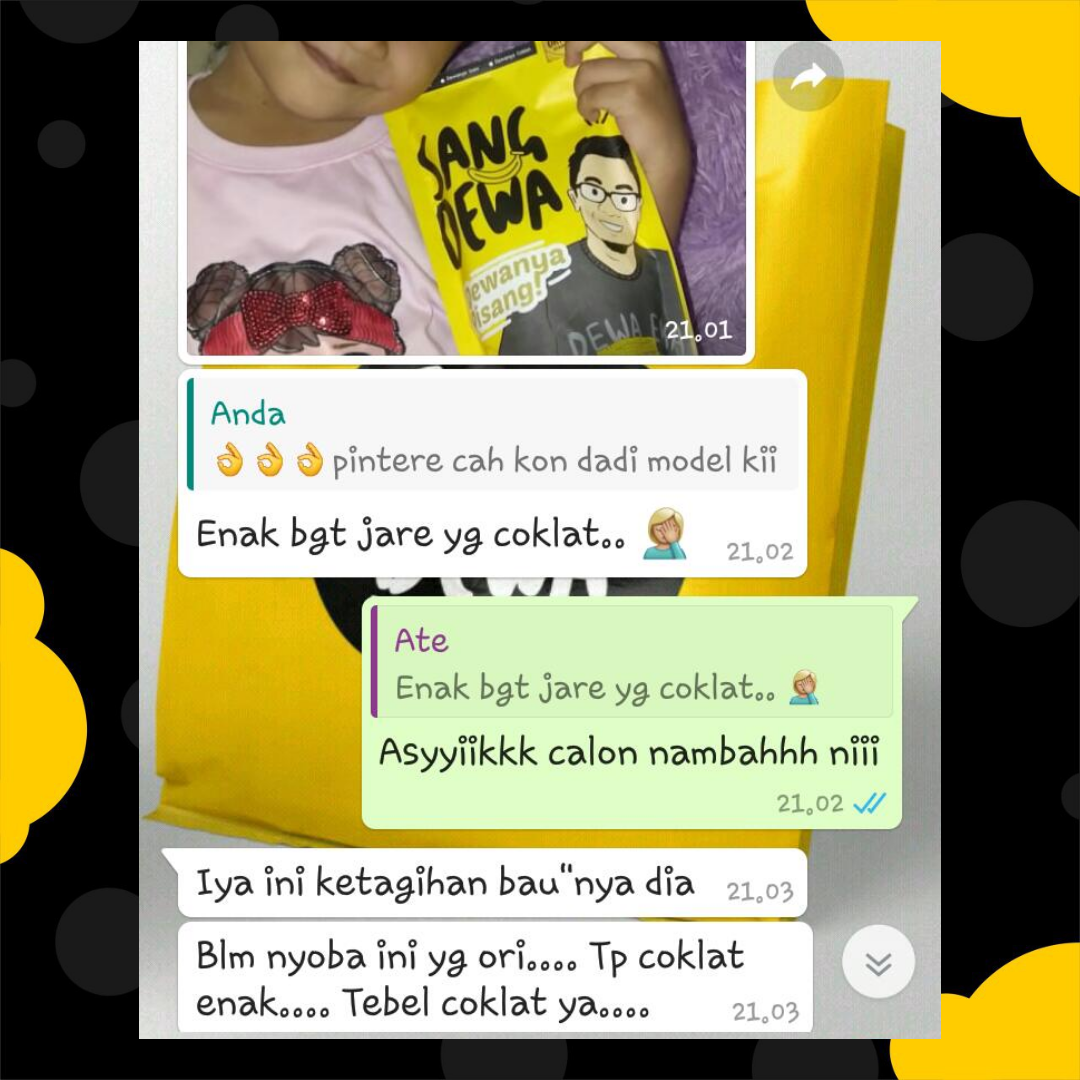 SANG
DEWA
ewanya
isang!
DEWA
21.01
Anda
👌👌👌pintere cah kon dadi model kii
Enak bgt jare yg coklat.. 🤦🏼‍♀️
21.02
Ate
Enak bgt jare yg coklat.. 🤦🏼‍♀️
Asyyiikkk calon nambahhh niii
21.02
Iya ini ketagihan bau"nya dia
21.03
Blm nyoba ini yg ori.... Tp coklat
enak.... Tebel coklat ya....
21.03